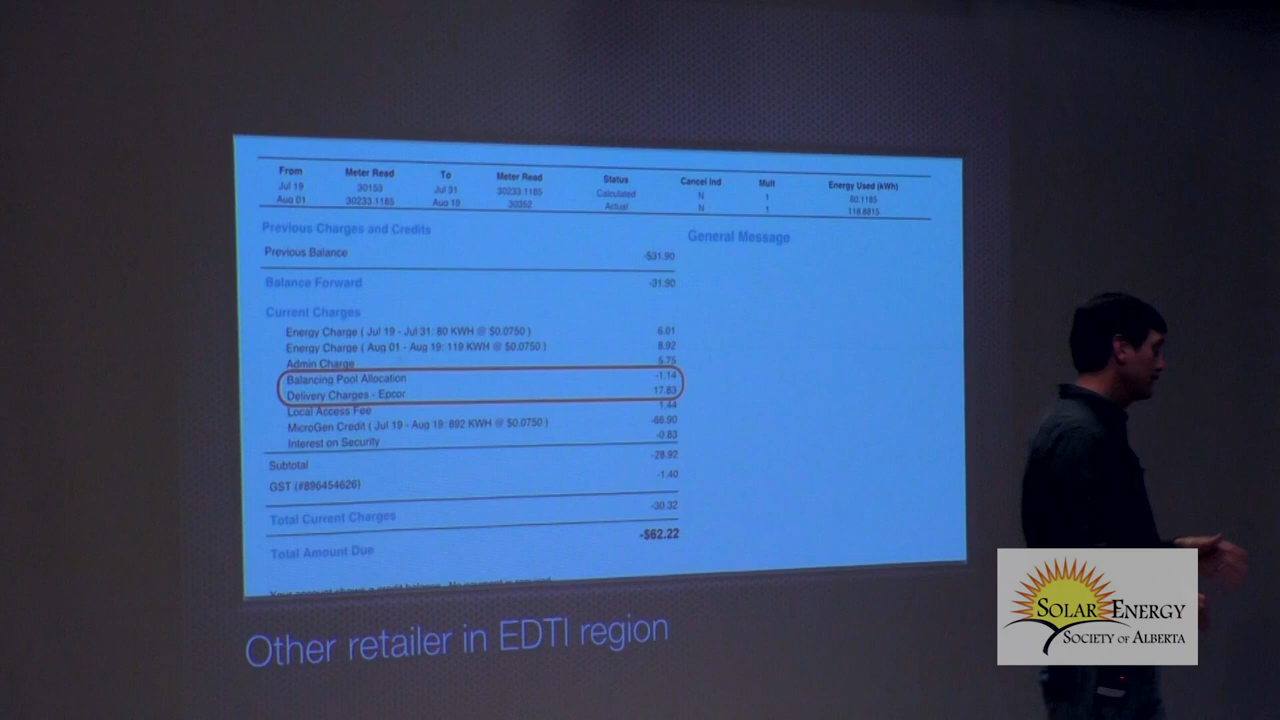 From Meter Read To Meter Read Status Cancel Ind Mult Energy Used (kWh)
Jul 19 30153 Jul 31 30233.1185 Calculated N 1 80.1185
Aug 01 30233.1185 Aug 19 30352 Actual N 1 118.8815
Previous Charges and Credits
General Message
Previous Balance -$31.90
Balance Forward -31.90
Current Charges
Energy Charge ( Jul 19 - Jul 31: 80 KWH @ $0.0750 ) 6.01
Energy Charge ( Aug 01 - Aug 19: 119 KWH @ $0.0750 ) 8.92
Admin Charge 5.75
Balancing Pool Allocation -1.14
Delivery Charges - Epcor 17.83
Local Access Fee 1.44
MicroGen Credit ( Jul 19 - Aug 19: 892 KWH @ $0.0750 ) -66.90
Interest on Security -0.83
Subtotal -28.92
GST (#896454626) -1.40
Total Current Charges -30.32
Total Amount Due -$62.22
Other retailer in EDTI region
SOLAR ENERGY
SOCIETY OF ALBERTA